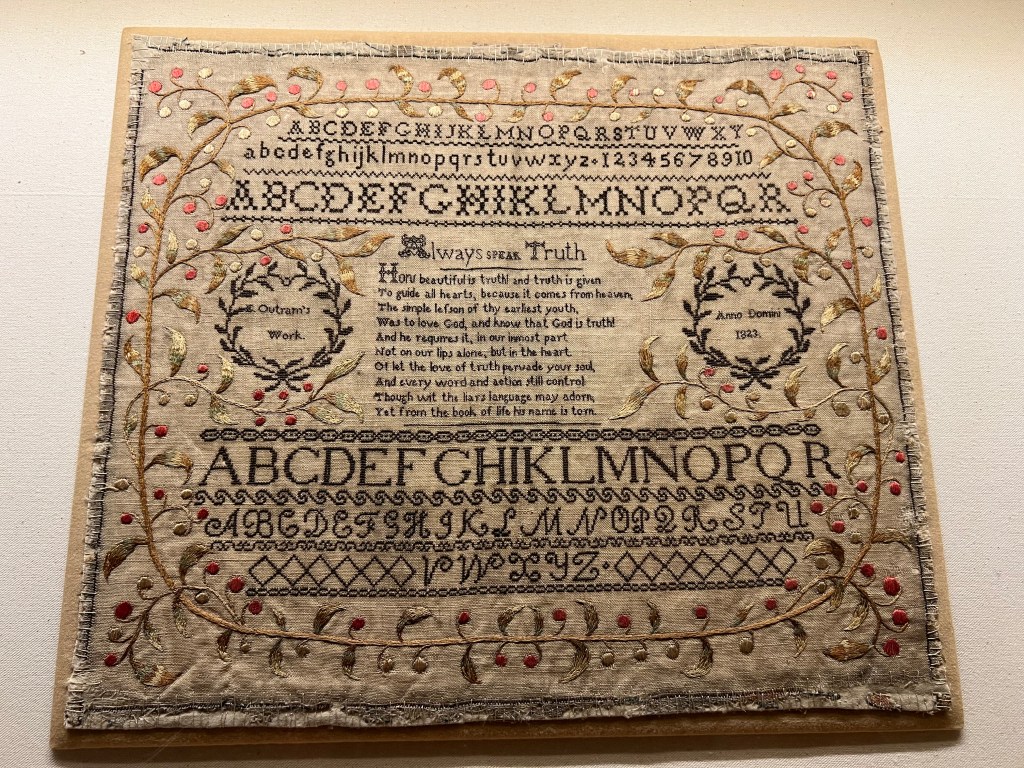 ABCDEFGHIJKLMNOPQRSTUVWXY
abcdefghijklmnopqrstuvwxyz.12345678910
ABCDEFGHIKLMNOPQR
Always SPEAK Truth
How beautiful is truth! and truth is given
To guide all hearts, because it comes from heaven,
The simple lefson of thy earliest youth,
Was to love God, and know that God is truth!
And he requires it, in our inmost part
Not on our lips alone, but in the heart.
Of let the love of truth pervade your soul,
And every word and action still control
Though wit the liars language may adorn,
Yet from the book of life his name is torn.
Outram's
Work.
Anno Domini
1823.
ABCDEFGHIKLMNOPQR
ABCDEFGHIKLMNOPQRSTU
VWXYZ.